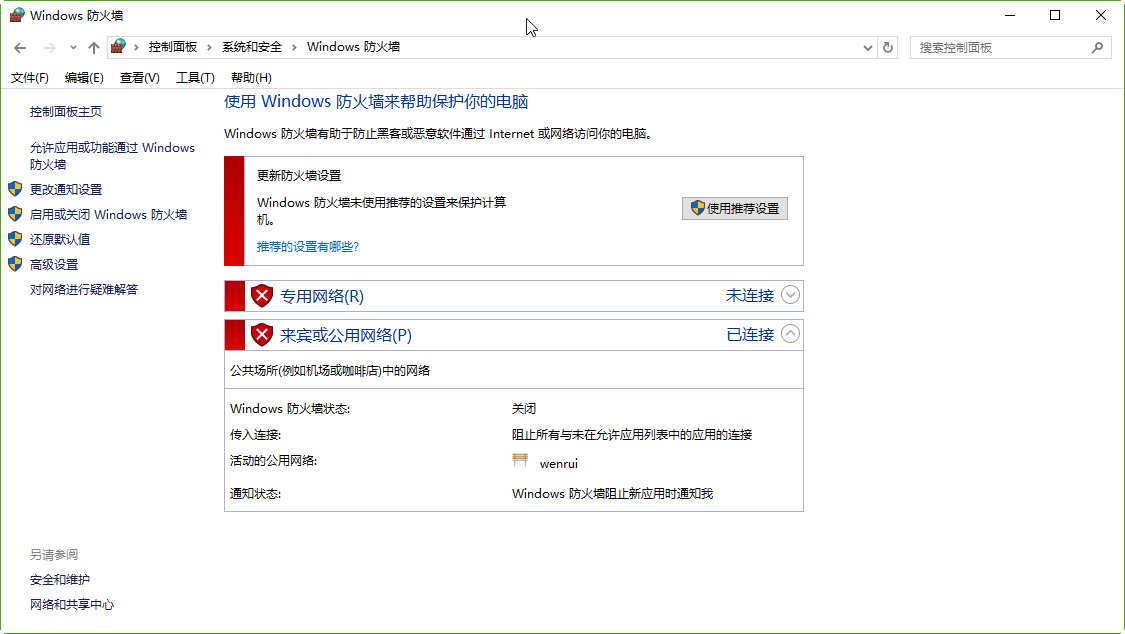 Windows 防火墙
控制面板 › 系统和安全 › Windows 防火墙
搜索控制面板
文件(F) 编辑(E) 查看(V) 工具(T) 帮助(H)
控制面板主页
允许应用或功能通过 Windows
防火墙
更改通知设置
启用或关闭 Windows 防火墙
还原默认值
高级设置
对网络进行疑难解答
使用 Windows 防火墙来帮助保护你的电脑
Windows 防火墙有助于防止黑客或恶意软件通过 Internet 或网络访问你的电脑。
更新防火墙设置
Windows 防火墙未使用推荐的设置来保护计算
机。
使用推荐设置
推荐的设置有哪些?
专用网络(R) 未连接
来宾或公用网络(P) 已连接
公共场所(例如机场或咖啡店)中的网络
Windows 防火墙状态: 关闭
传入连接: 阻止所有与未在允许应用列表中的应用的连接
活动的公用网络: wenrui
通知状态: Windows 防火墙阻止新应用时通知我
另请参阅
安全和维护
网络和共享中心